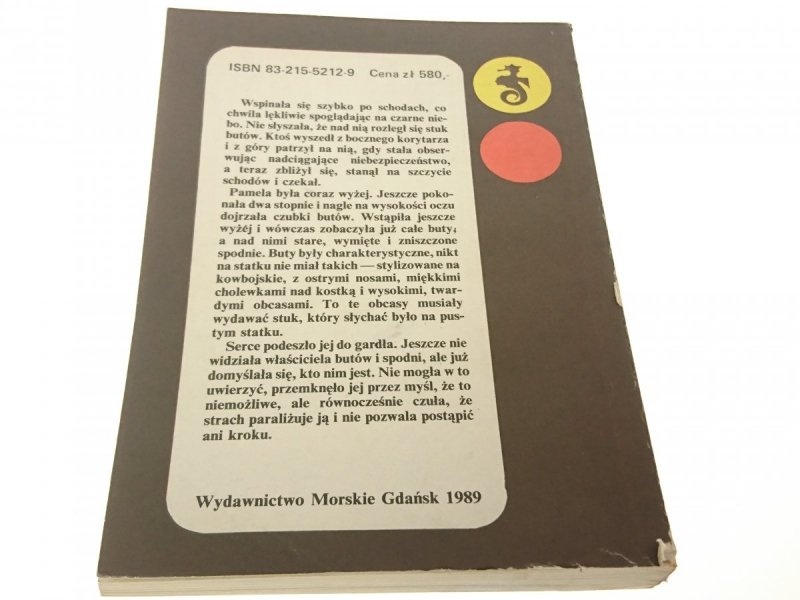 ISBN 83-215-5212-9 Cena zł 580,-
Wspinała się szybko po schodach, co
chwila lękliwie spoglądając na czarne nie-
bo. Nie słyszała, że nad nią rozległ się stuk
butów. Ktoś wyszedł z bocznego korytarza
i z góry patrzył na nią, gdy stała obser-
wując nadciągające niebezpieczeństwo,
a teraz zbliżył się, stanął na szczycie
schodów i czekał.
Pamela była coraz wyżej. Jeszcze poko-
nała dwa stopnie i nagle na wysokości oczu
dojrzała czubki butów. Wstąpiła jeszcze
wyżéj i wówczas zobaczyła już całe buty,
a nad nimi stare, wymięte i zniszczone
spodnie. Buty były charakterystyczne, nikt
na statku nie miał takich — stylizowane na
kowbojskie, z ostrymi nosami, miękkimi
cholewkami nad kostką i wysokimi, twar-
dymi obcasami. To te obcasy musiały
wydawać stuk, który słychać było na pus-
tym statku.
Serce podeszło jej do gardła. Jeszcze nie
widziała właściciela butów i spodni, ale już
domyślała się, kto nim jest. Nie mogła w to
uwierzyć, przemknęło jej przez myśl, że to
niemożliwe, ale równocześnie czuła, że
strach paraliżuje ją i nie pozwala postąpić
ani kroku.
Wydawnictwo Morskie Gdańsk 1989